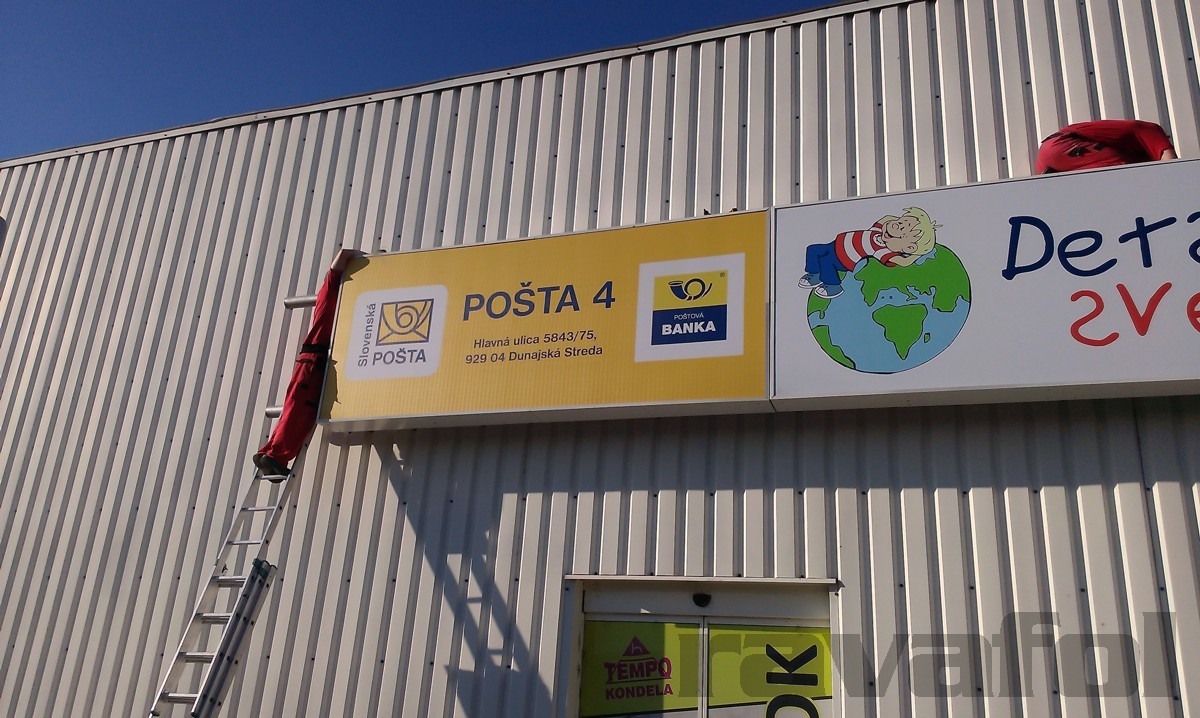 Slovenská
POŠTA
POŠTA 4
Hlavná ulica 5843/75,
929 04 Dunajská Streda
POŠTOVÁ
BANKA
Det
sve
TEMPO
KONDELA
OK
ravafol